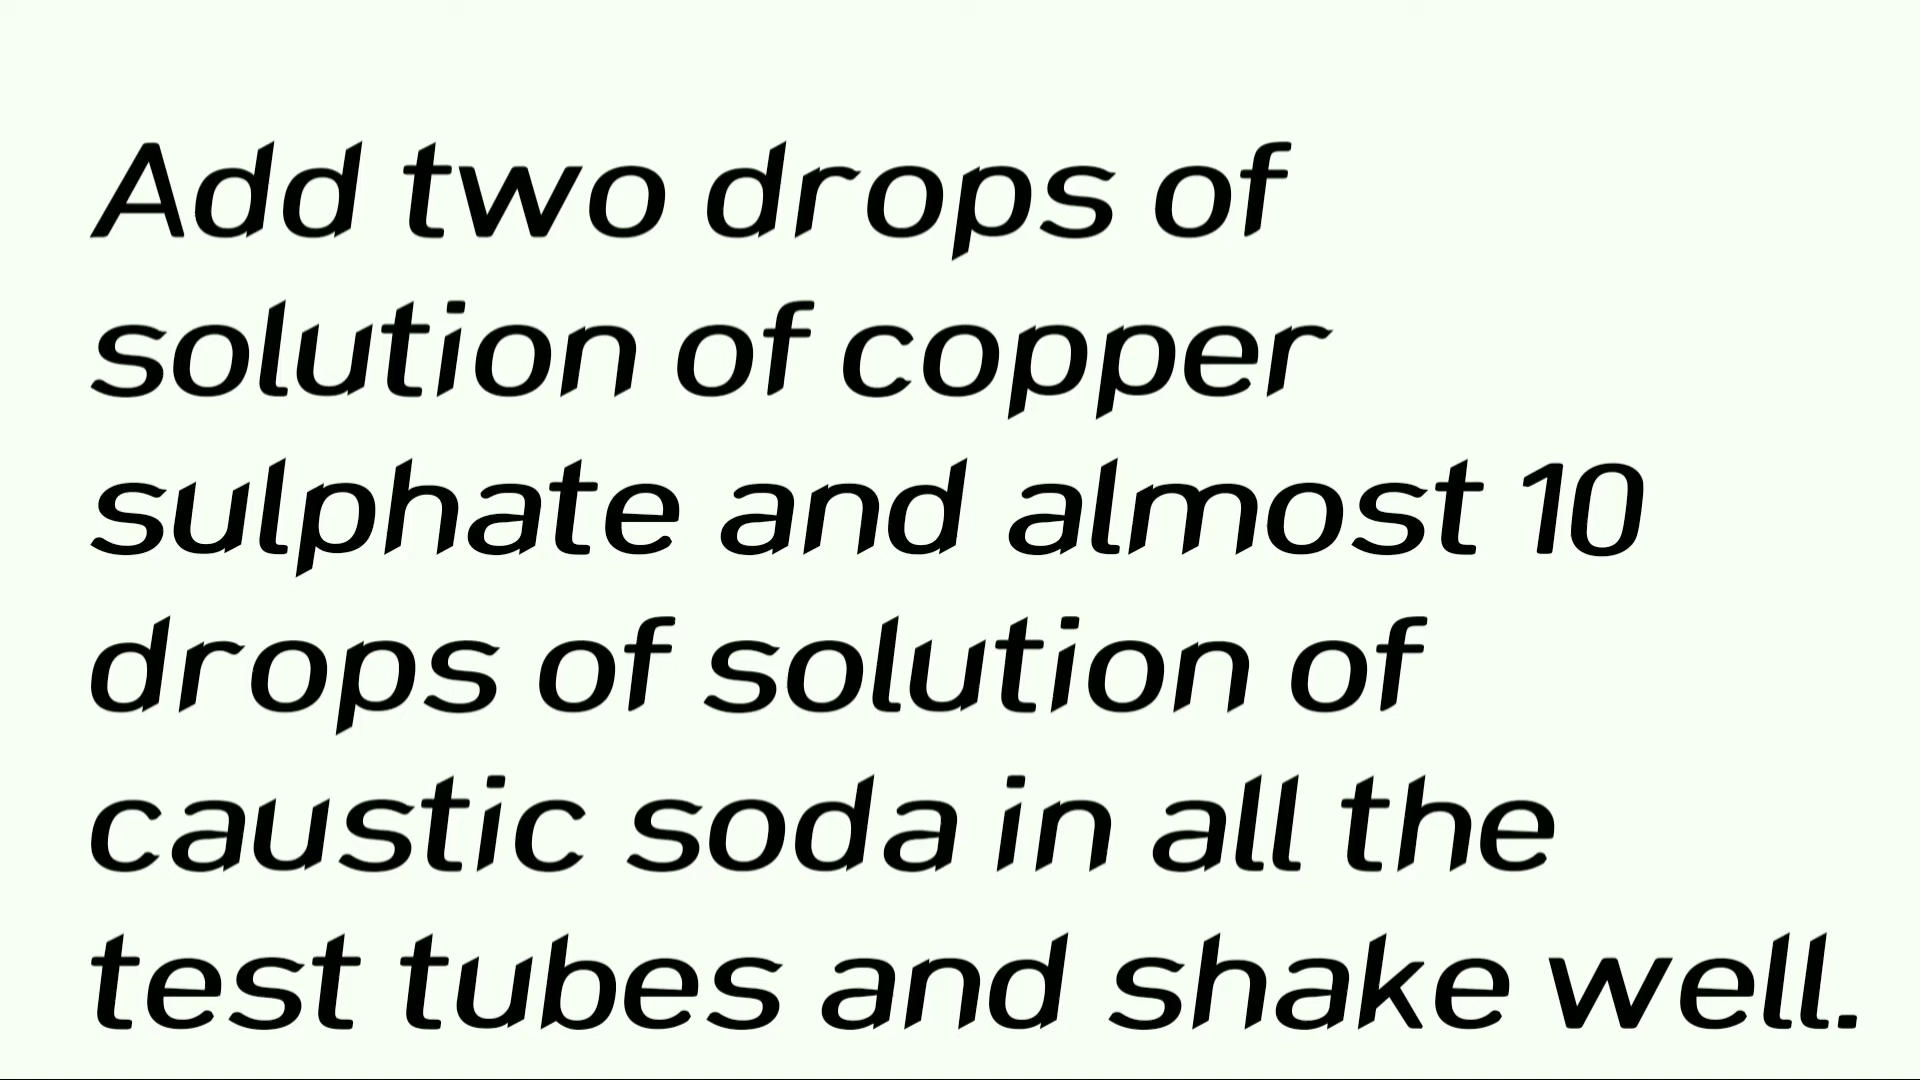 Add two drops of
solution of copper
sulphate and almost 10
drops of solution of
caustic soda in all the
test tubes and shake well.